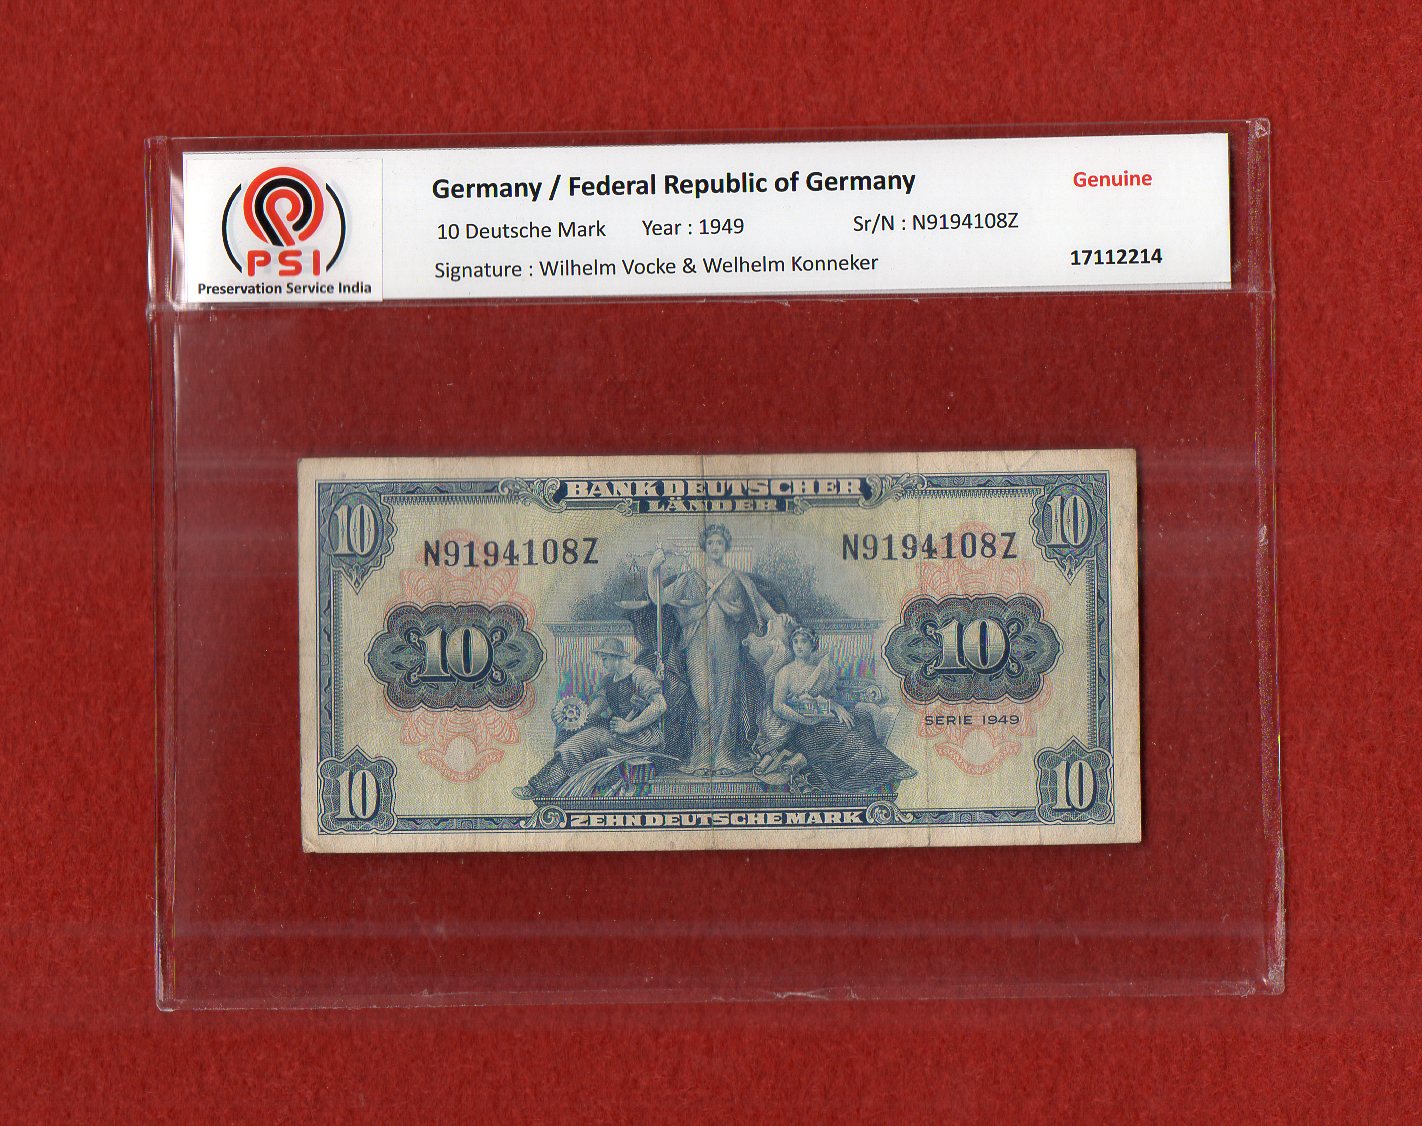 PSI
Preservation Service India
Germany / Federal Republic of Germany
Genuine
10 Deutsche Mark Year : 1949 Sr/N : N9194108Z
Signature : Wilhelm Vocke & Welhelm Konneker
17112214
BANK DEUTSCHER
LÄNDER
10 10
N9194108Z N9194108Z
10 10
SERIE 1949
10 10
ZEHN DEUTSCHE MARK